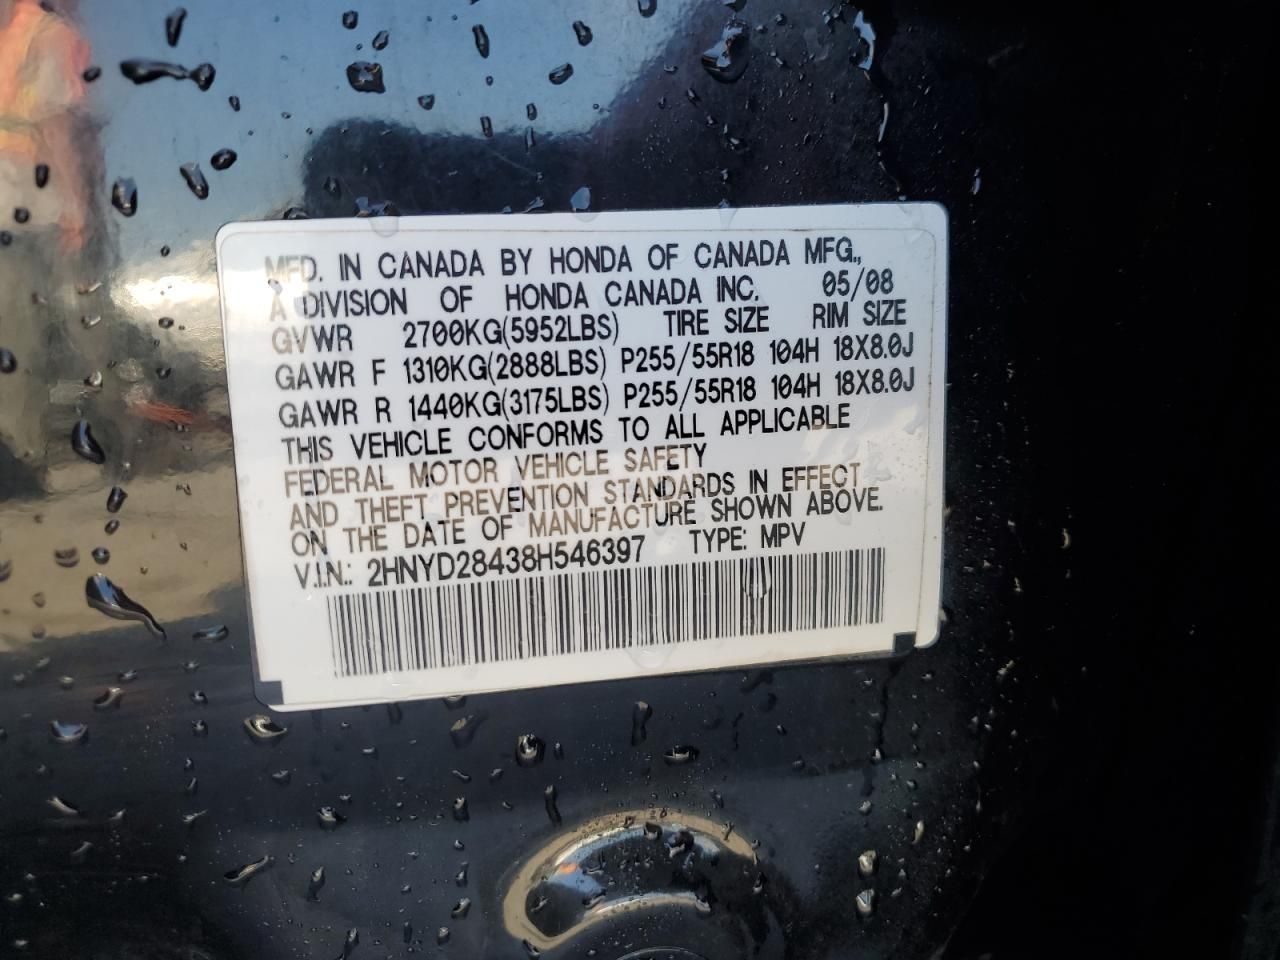 MFD. IN CANADA BY HONDA OF CANADA MFG.,
A DIVISION OF HONDA CANADA INC. 05/08
GVWR 2700KG(5952LBS) TIRE SIZE RIM SIZE
GAWR F 1310KG(2888LBS) P255/55R18 104H 18X8.0J
GAWR R 1440KG(3175LBS) P255/55R18 104H 18X8.0J
THIS VEHICLE CONFORMS TO ALL APPLICABLE
FEDERAL MOTOR VEHICLE SAFETY
AND THEFT PREVENTION STANDARDS IN EFFECT
ON THE DATE OF MANUFACTURE SHOWN ABOVE.
V.I.N.: 2HNYD28438H546397 TYPE: MPV